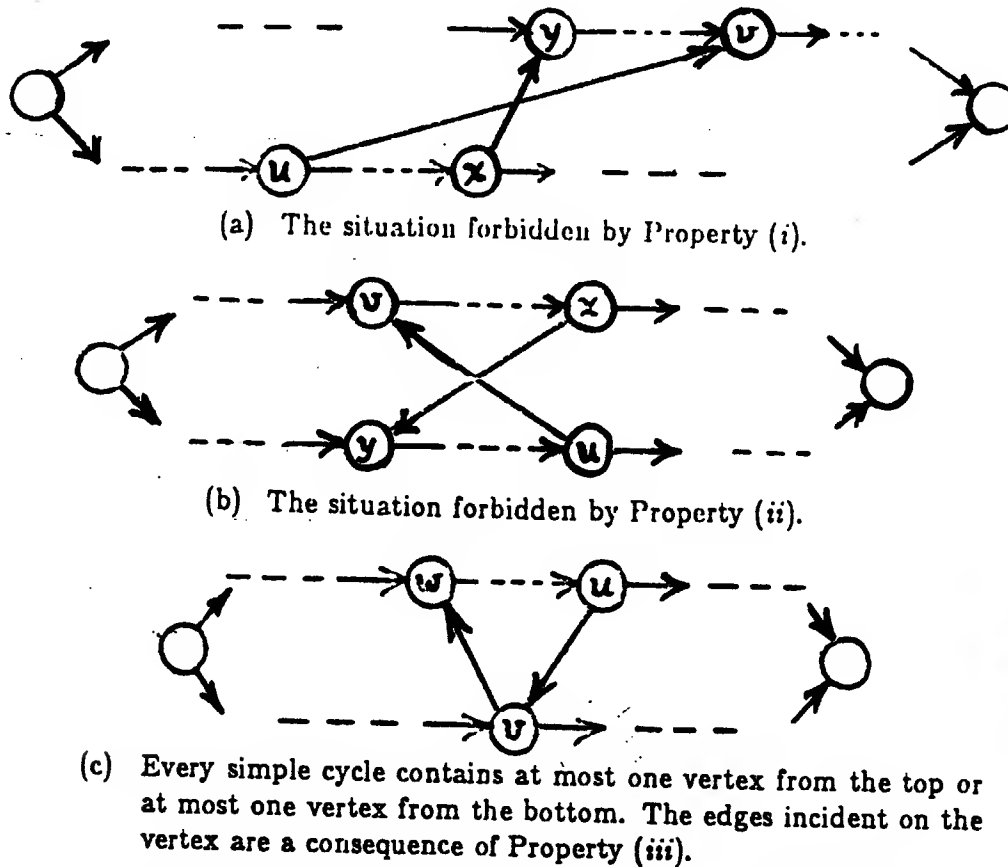 y v
u x
(a) The situation forbidden by Property (i).
v x
y u
(b) The situation forbidden by Property (ii).
w u
v
(c) Every simple cycle contains at most one vertex from the top or
at most one vertex from the bottom. The edges incident on the
vertex are a consequence of Property (iii).